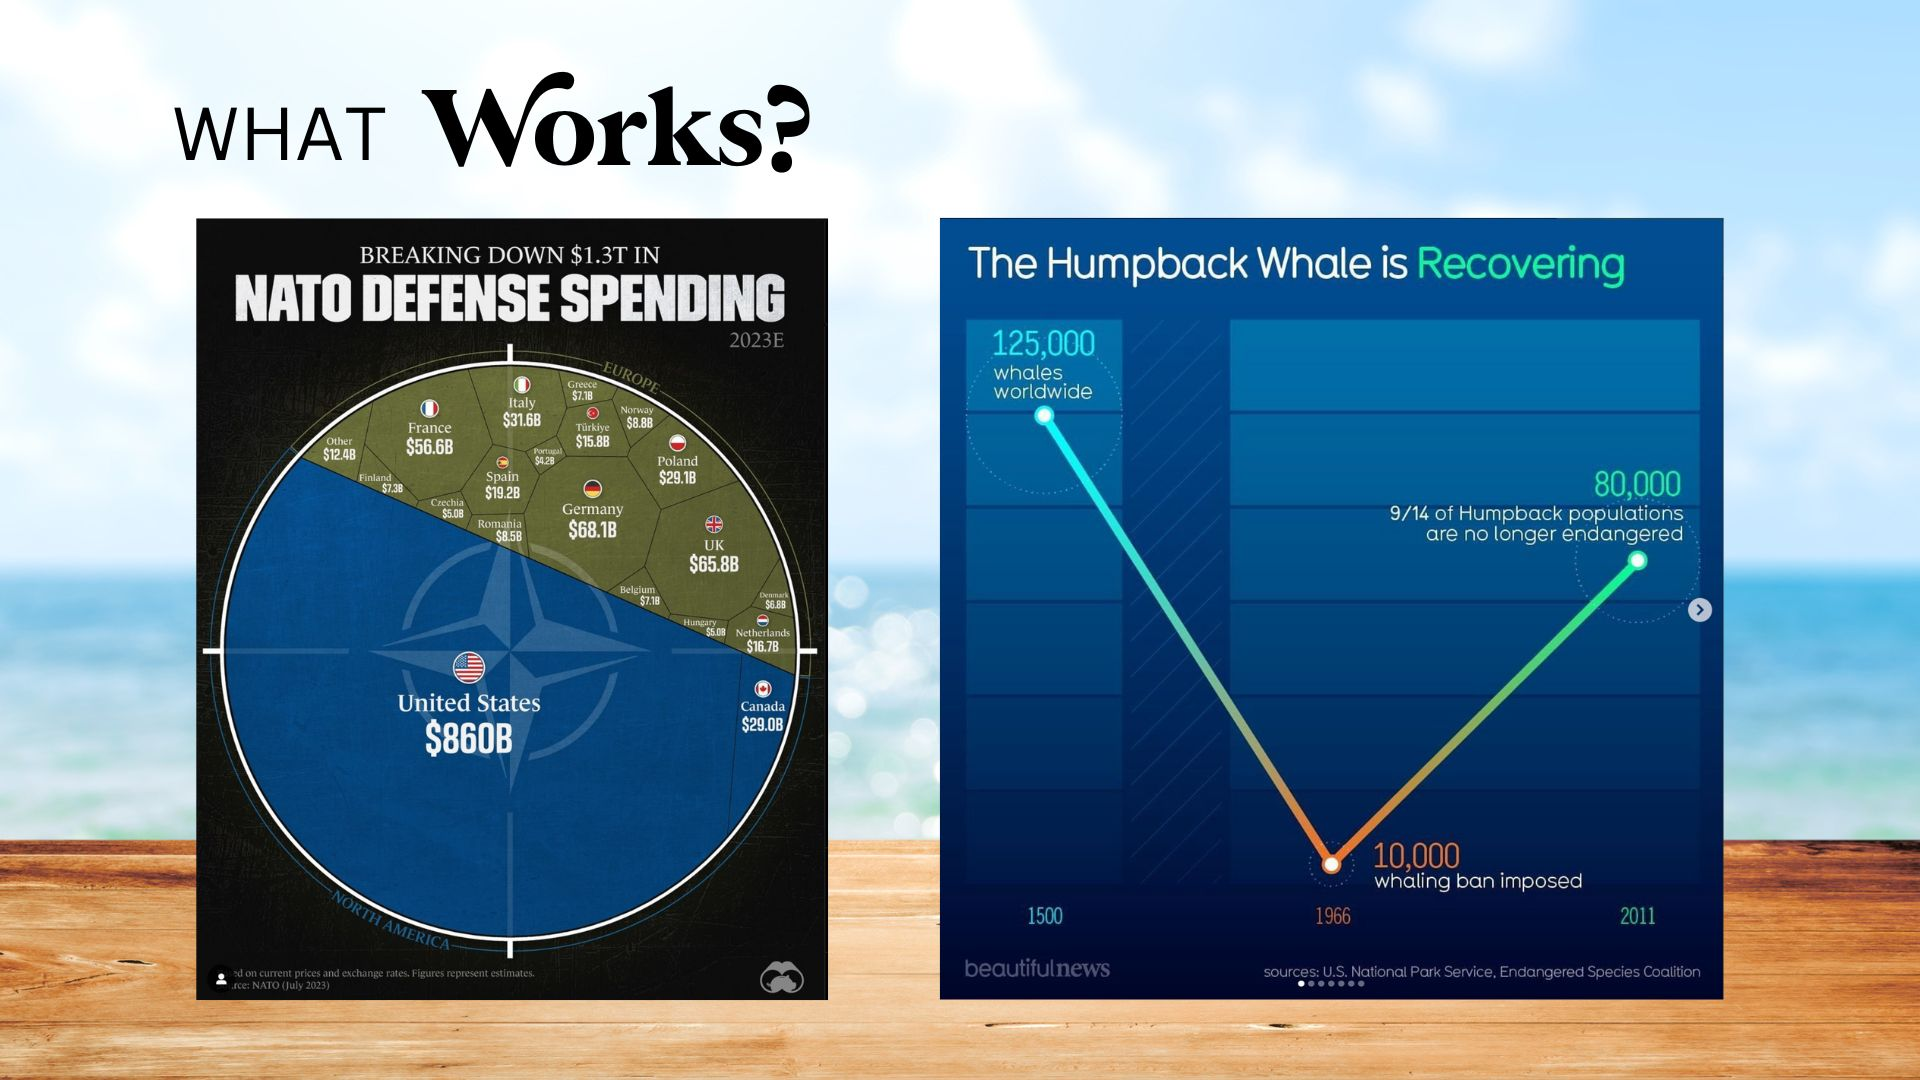 WHAT Works?
BREAKING DOWN $1.3T IN
NATO DEFENSE SPENDING
2023E
EUROPE
Other
$12.4B
France
$56.6B
Italy
$31.6B
Greece
$7.1B
Türkiye
$15.8B
Norway
$8.8B
Poland
$29.1B
Finland
$7.3B
Czechia
$5.0B
Spain
$19.2B
Portugal
$4.2B
Romania
$8.5B
Germany
$68.1B
UK
$65.8B
Belgium
$7.1B
Hungary
$5.0B
Denmark
$6.8B
Netherlands
$16.7B
United States
$860B
Canada
$29.0B
NORTH AMERICA
on current prices and exchange rates. Figures represent estimates.
NATO (July 2023)
The Humpback Whale is Recovering
125,000
whales
worldwide
80,000
9/14 of Humpback populations
are no longer endangered
10,000
whaling ban imposed
1500
1966
2011
beautifulnews
sources: U.S. National Park Service, Endangered Species Coalition